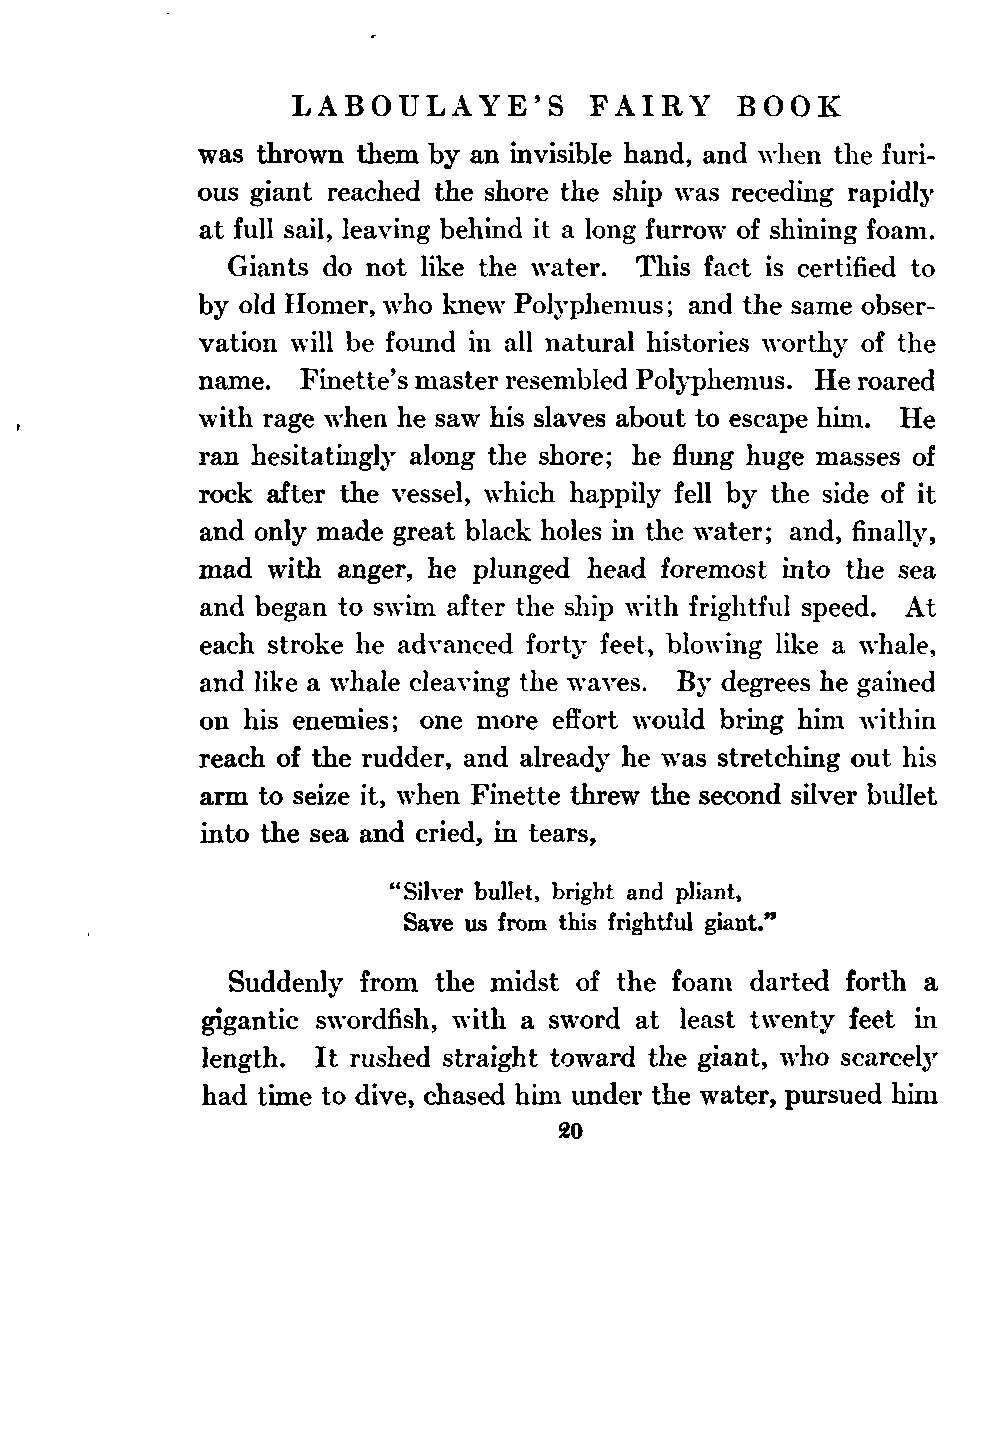 LABOULAYE'S FAIRY BOOK
was thrown them by an invisible hand, and when the furi-
ous giant reached the shore the ship was receding rapidly
at full sail, leaving behind it a long furrow of shining foam.
Giants do not like the water. This fact is certified to
by old Homer, who knew Polyphemus; and the same obser-
vation will be found in all natural histories worthy of the
name. Finette's master resembled Polyphemus. He roared
with rage when he saw his slaves about to escape him. He
ran hesitatingly along the shore; he flung huge masses of
rock after the vessel, which happily fell by the side of it
and only made great black holes in the water; and, finally,
mad with anger, he plunged head foremost into the sea
and began to swim after the ship with frightful speed. At
each stroke he advanced forty feet, blowing like a whale,
and like a whale cleaving the waves. By degrees he gained
on his enemies; one more effort would bring him within
reach of the rudder, and already he was stretching out his
arm to seize it, when Finette threw the second silver bullet
into the sea and cried, in tears,
"Silver bullet, bright and pliant,
Save us from this frightful giant."
Suddenly from the midst of the foam darted forth a
gigantic swordfish, with a sword at least twenty feet in
length. It rushed straight toward the giant, who scarcely
had time to dive, chased him under the water, pursued him
20